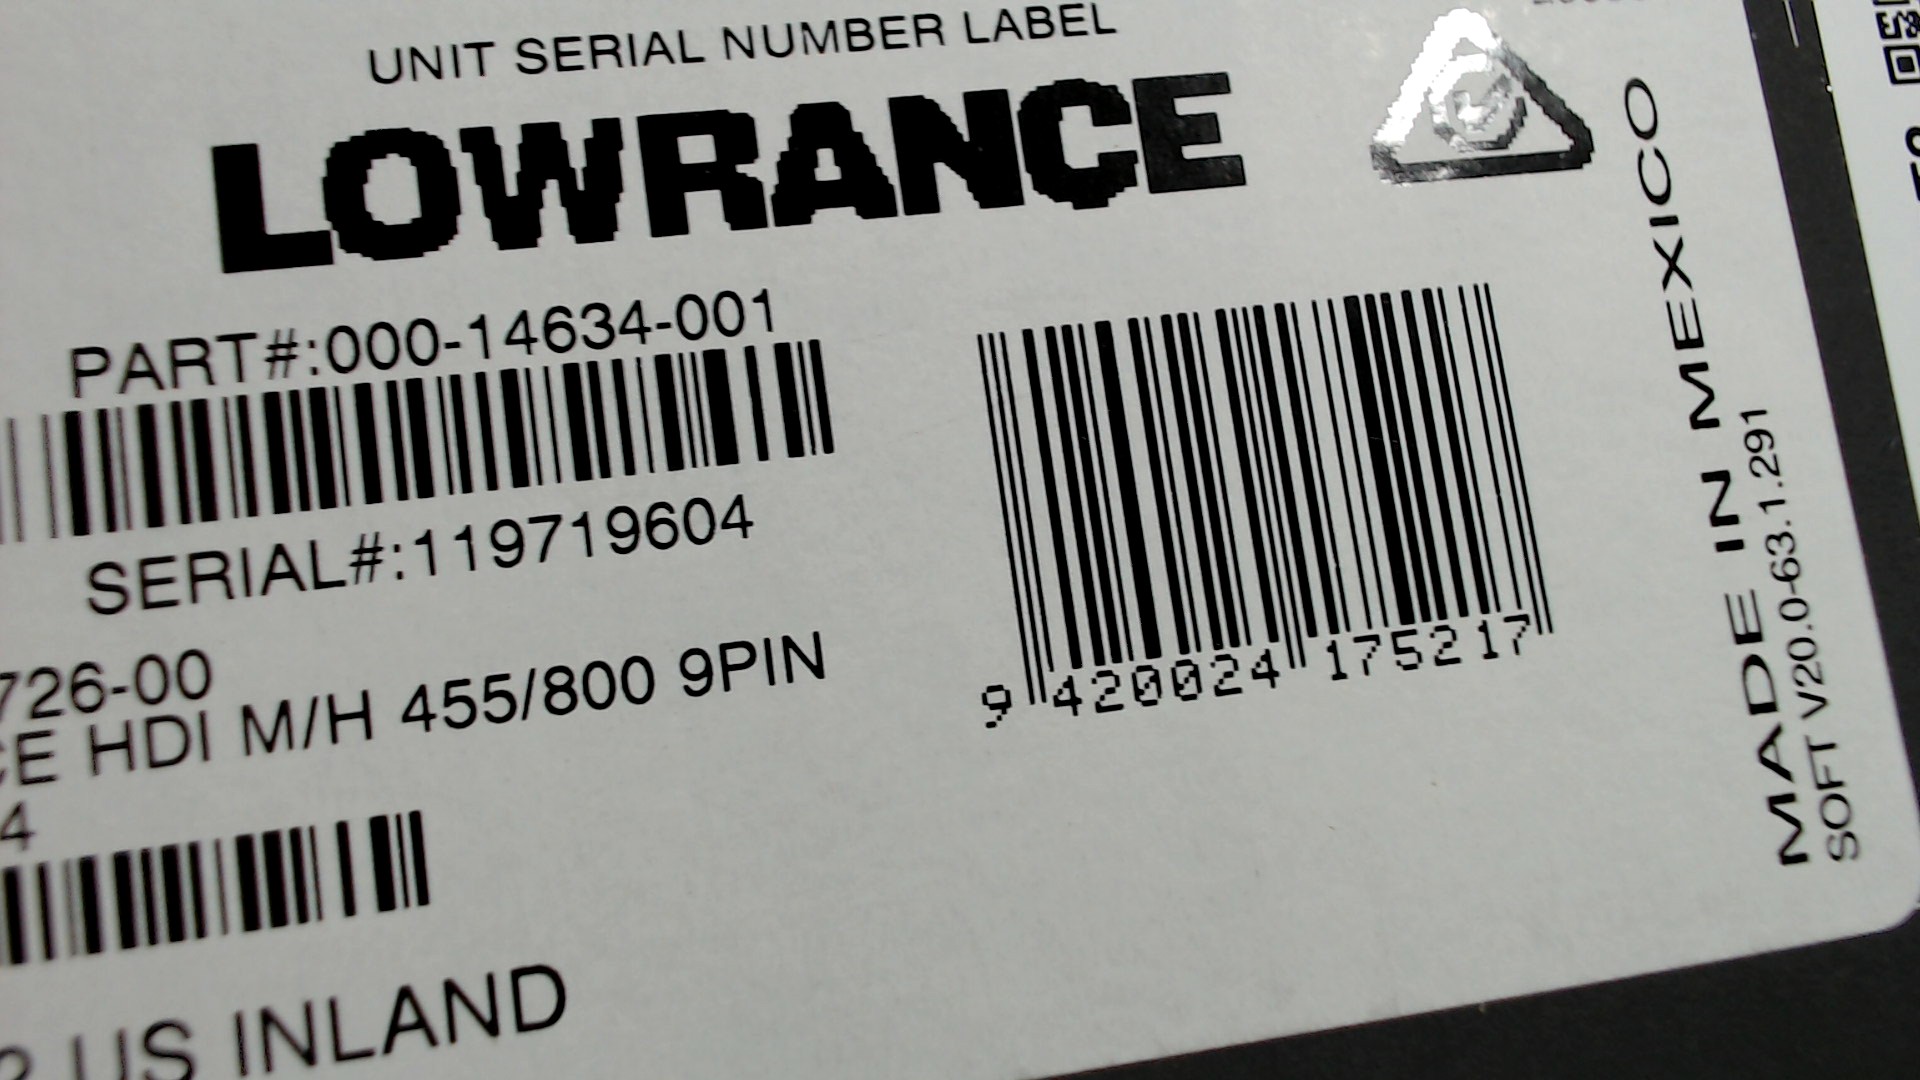 UNIT SERIAL NUMBER LABEL
LOWRANCE
PART#:000-14634-001
SERIAL#:119719604
726-00
CE HDI M/H 455/800 9PIN
4
9 420024 175217
2 US INLAND
MADE IN MEXICO
SOFT V20.0-63.1.291